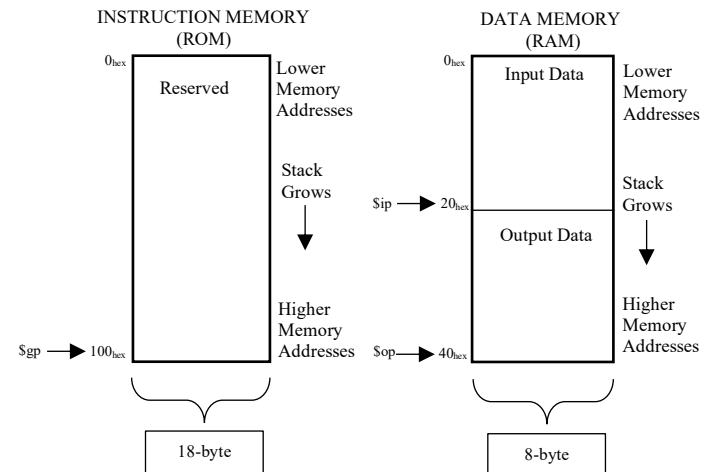 INSTRUCTION MEMORY
(ROM)
0hex
Reserved
Lower
Memory
Addresses
Stack
Grows
Higher
Memory
Addresses
$gp
100hex
18-byte
DATA MEMORY
(RAM)
0hex
Input Data
Lower
Memory
Addresses
$ip
20hex
Stack
Grows
Output Data
Higher
Memory
Addresses
$op
40hex
8-byte